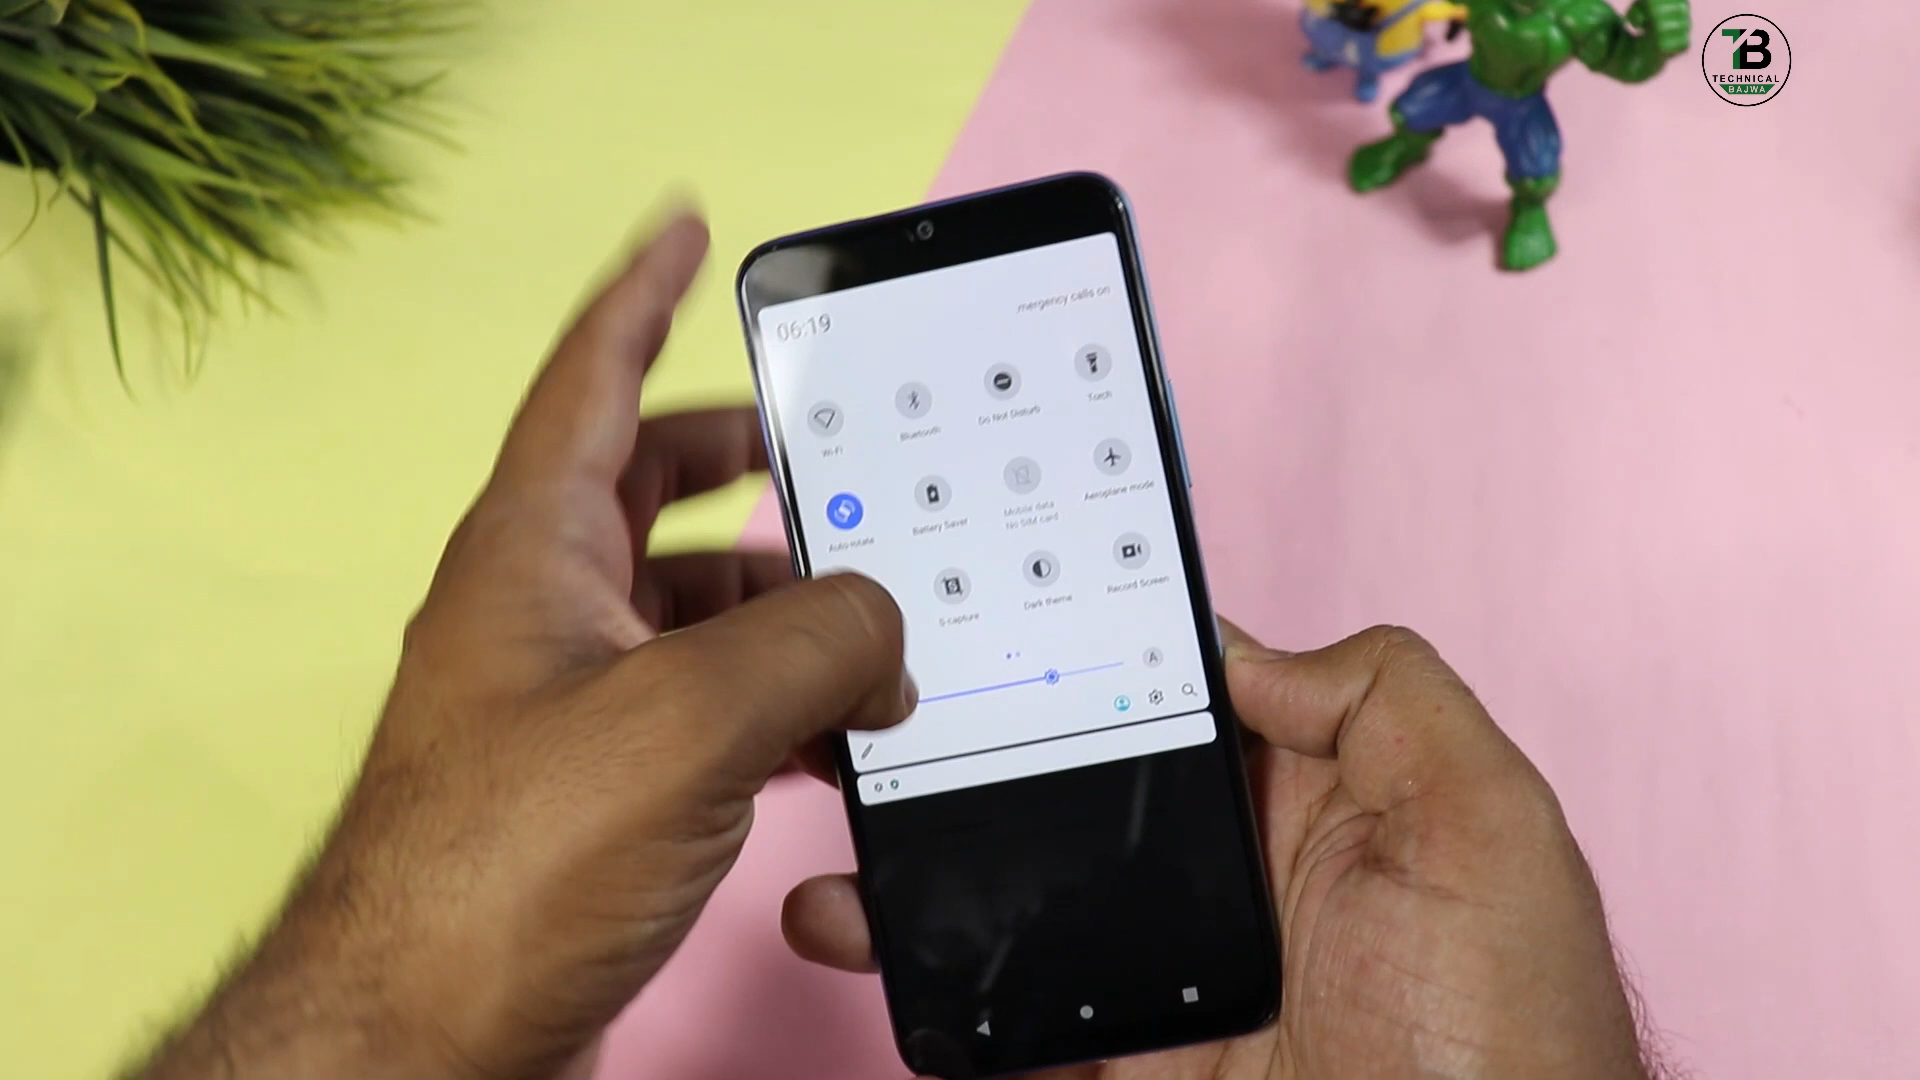 TB
TECHNICAL
BAJWA
06:19
mergency calls on
Wi-Fi
Bluetooth
Do Not Disturb
Torch
Auto-rotate
Battery Saver
Mobile data
No SIM card
Aeroplane mode
S-capture
Dark theme
Record Screen
A